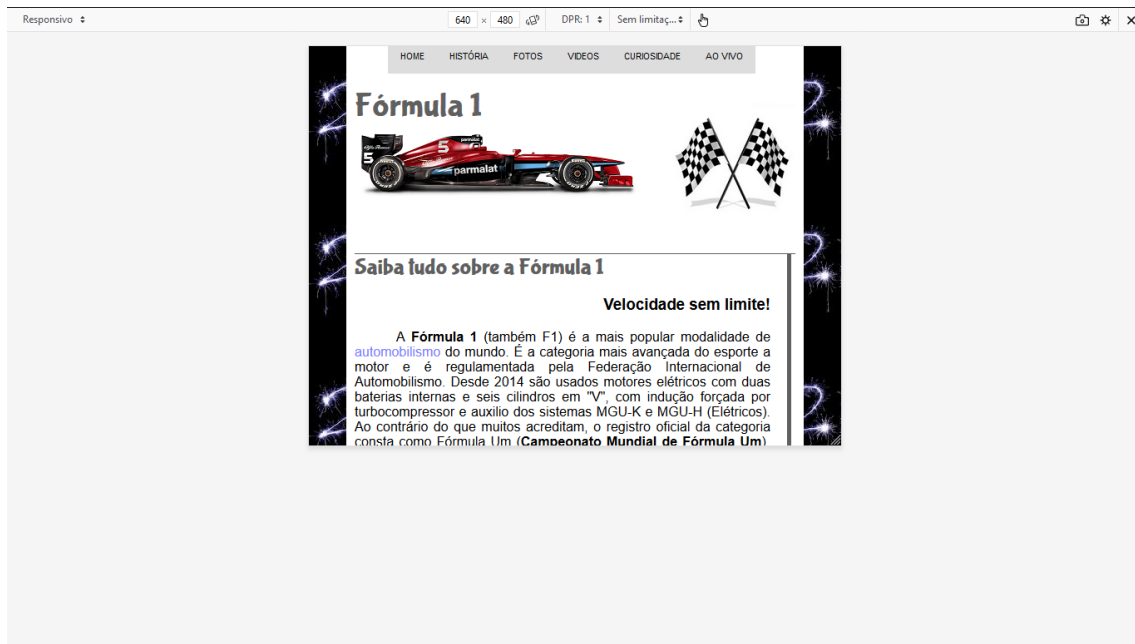 Responsivo
640 × 480
DPR: 1
Sem limitaç...
HOME HISTÓRIA FOTOS VIDEOS CURIOSIDADE AO VIVO
Fórmula 1
5
parmalat
5
parmalat
Saiba tudo sobre a Fórmula 1
Velocidade sem limite!
A Fórmula 1 (também F1) é a mais popular modalidade de
automobilismo do mundo. É a categoria mais avançada do esporte a
motor e é regulamentada pela Federação Internacional de
Automobilismo. Desde 2014 são usados motores elétricos com duas
baterias internas e seis cilindros em "V", com indução forçada por
turbocompressor e auxilio dos sistemas MGU-K e MGU-H (Elétricos).
Ao contrário do que muitos acreditam, o registro oficial da categoria
consta como Fórmula Um (Campeonato Mundial de Fórmula Um),